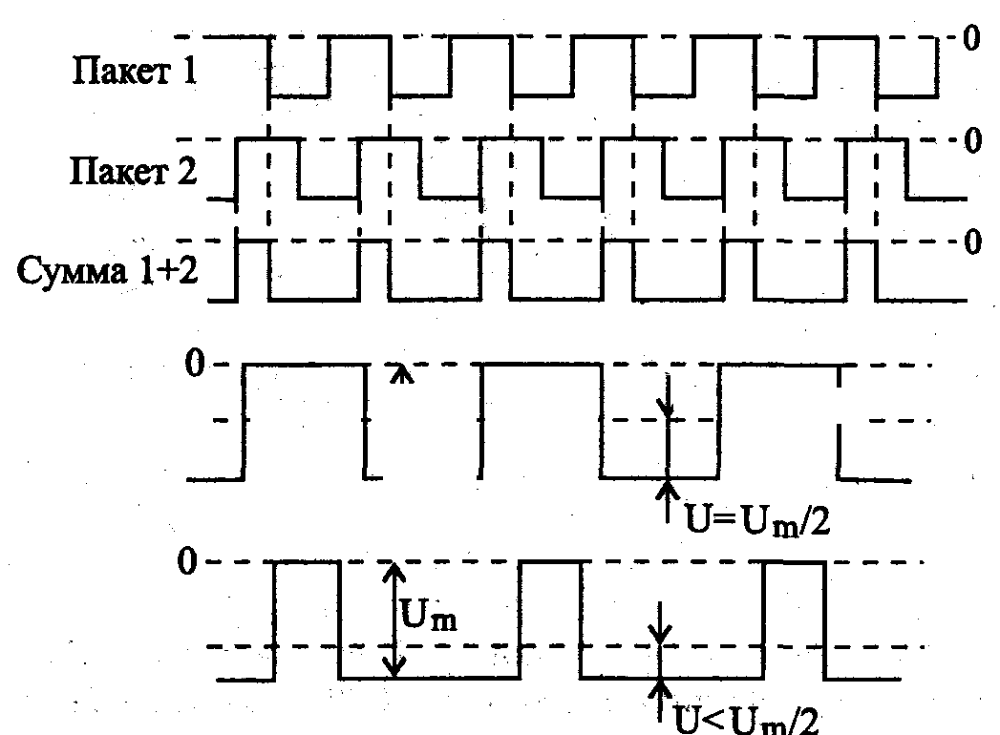 Пакет 1 0
Пакет 2 0
Сумма 1+2 0
0
U=Um/2
0
Um
U<Um/2